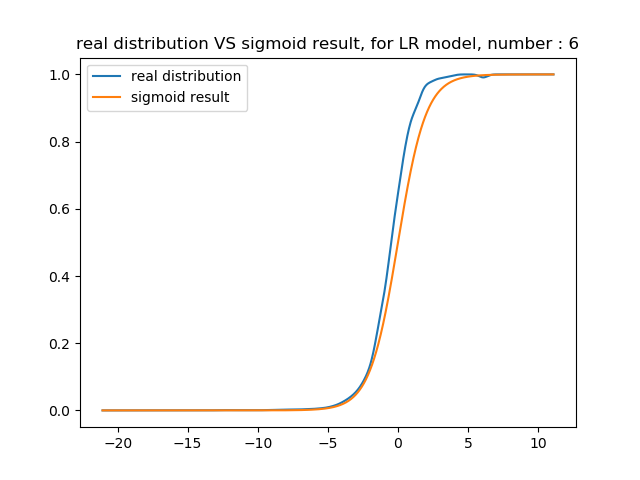 real distribution VS sigmoid result, for LR model, number : 6
real distribution
sigmoid result
1.0
0.8
0.6
0.4
0.2
0.0
−20 −15 −10 −5 0 5 10